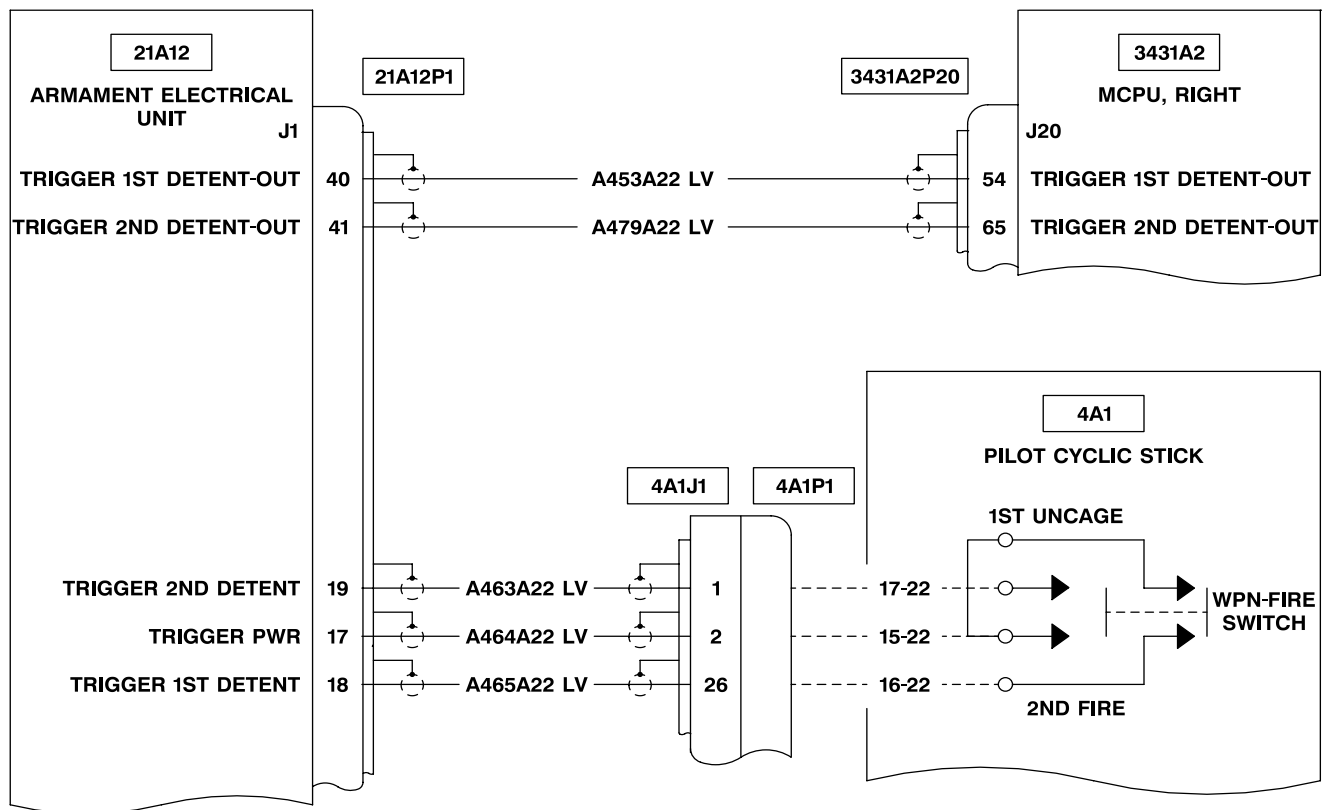 21A12
ARMAMENT ELECTRICAL
UNIT
J1
21A12P1
3431A2P20
3431A2
MCPU, RIGHT
J20
TRIGGER 1ST DETENT-OUT 40 A453A22 LV 54 TRIGGER 1ST DETENT-OUT
TRIGGER 2ND DETENT-OUT 41 A479A22 LV 65 TRIGGER 2ND DETENT-OUT
4A1
PILOT CYCLIC STICK
4A1J1
4A1P1
1ST UNCAGE
TRIGGER 2ND DETENT 19 A463A22 LV 1 17-22
TRIGGER PWR 17 A464A22 LV 2 15-22
TRIGGER 1ST DETENT 18 A465A22 LV 26 16-22
WPN-FIRE
SWITCH
2ND FIRE